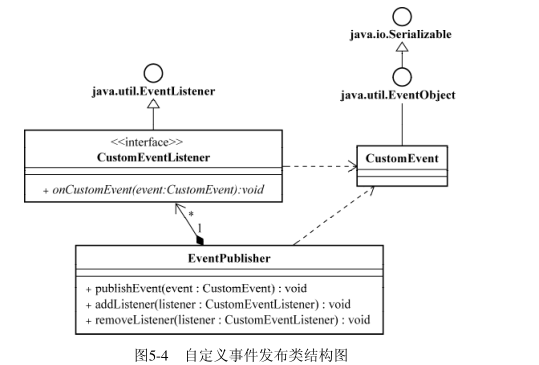 java.io.Serializable
java.util.EventListener
java.util.EventObject
<<interface>>
CustomEventListener
CustomEvent
+ onCustomEvent(event:CustomEvent):void
*
1
EventPublisher
+ publishEvent(event : CustomEvent) : void
+ addListener(listener : CustomEventListener) : void
+ removeListener(listener : CustomEventListener) : void
图5-4 自定义事件发布类结构图